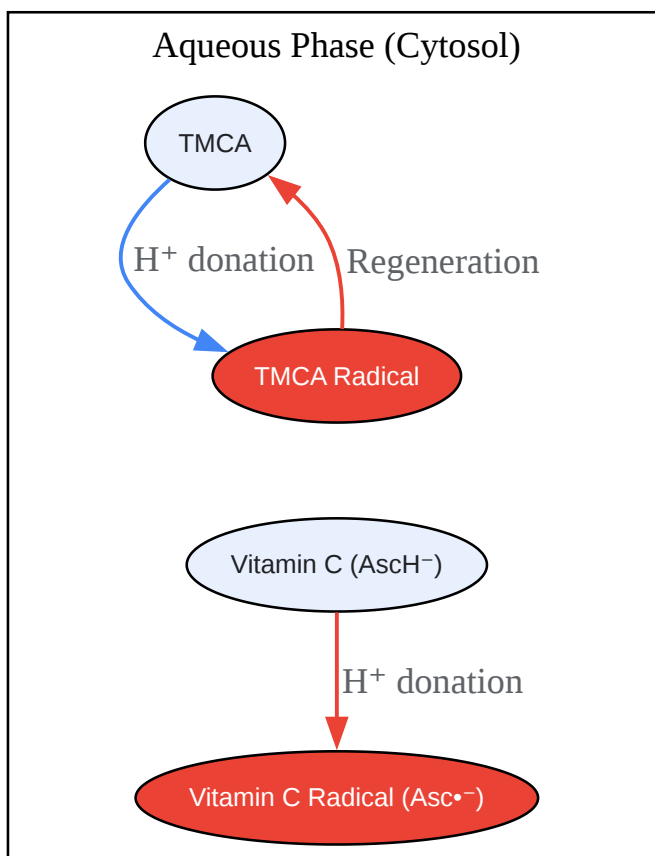 Aqueous Phase (Cytosol)
TMCA
H⁺ donation
Regeneration
TMCA Radical
Vitamin C (AscH⁻)
H⁺ donation
Vitamin C Radical (Asc•⁻)